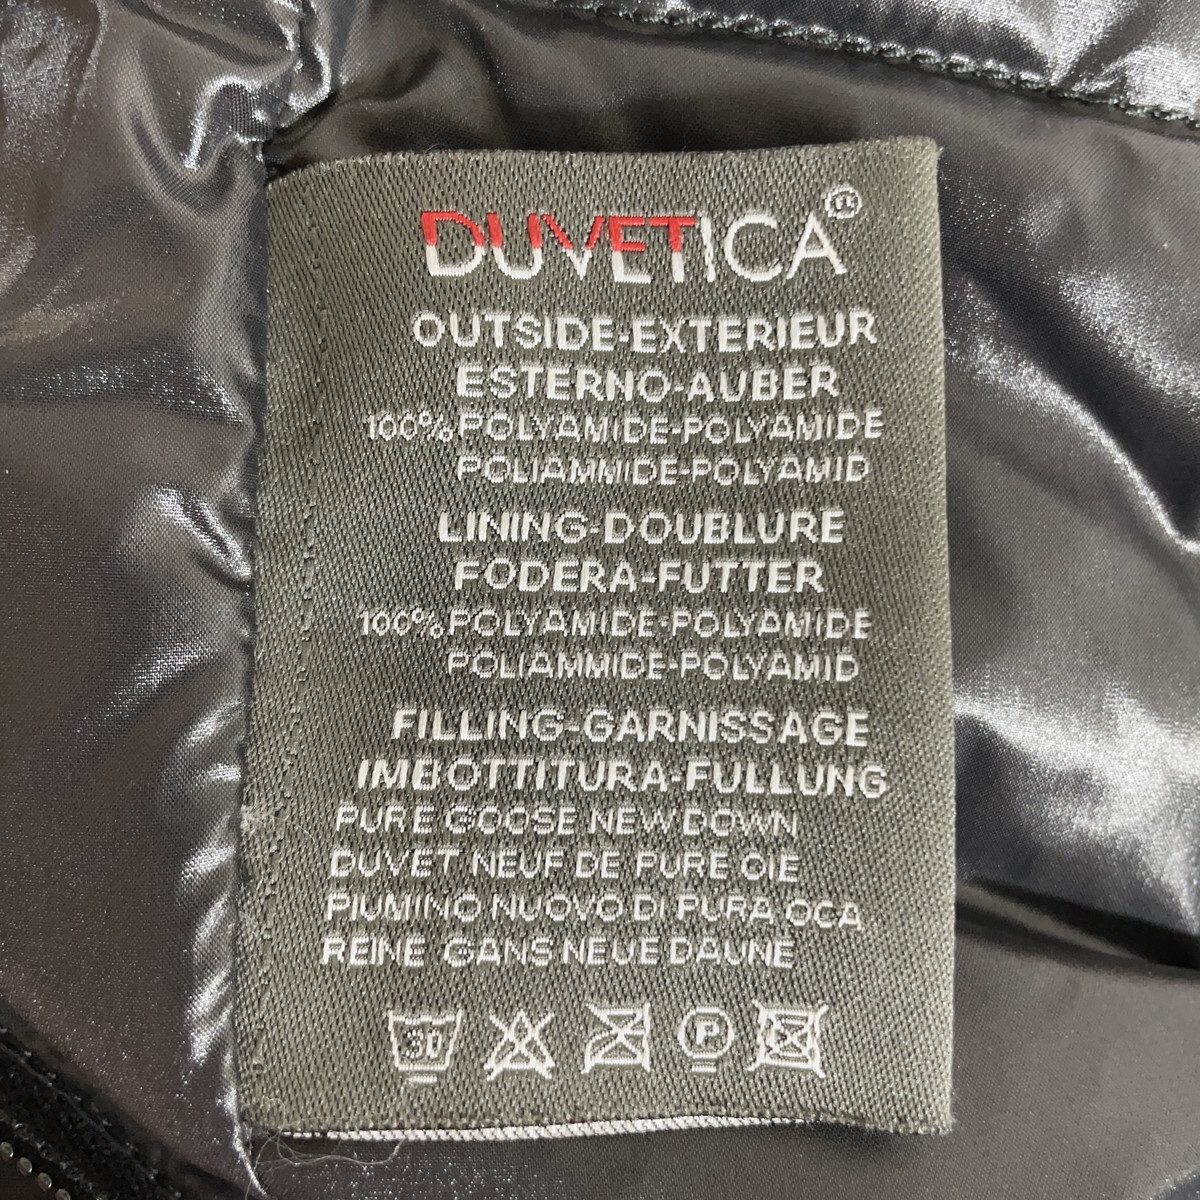 DUVETICA®
OUTSIDE-EXTERIEUR
ESTERNO-AUBER
100%POLYAMIDE-POLYAMIDE
POLIAMMIDE-POLYAMID
LINING-DOUBLURE
FODERA-FUTTER
100%POLYAMIDE-POLYAMIDE
POLIAMMIDE-POLYAMID
FILLING-GARNISSAGE
IMBOTTITURA-FULLUNG
PURE GOOSE NEW DOWN
DUVET NEUF DE PURE OIE
PIUMINO NUOVO DI PURA OCA
REINE GANS NEUE DAUNE
30 P